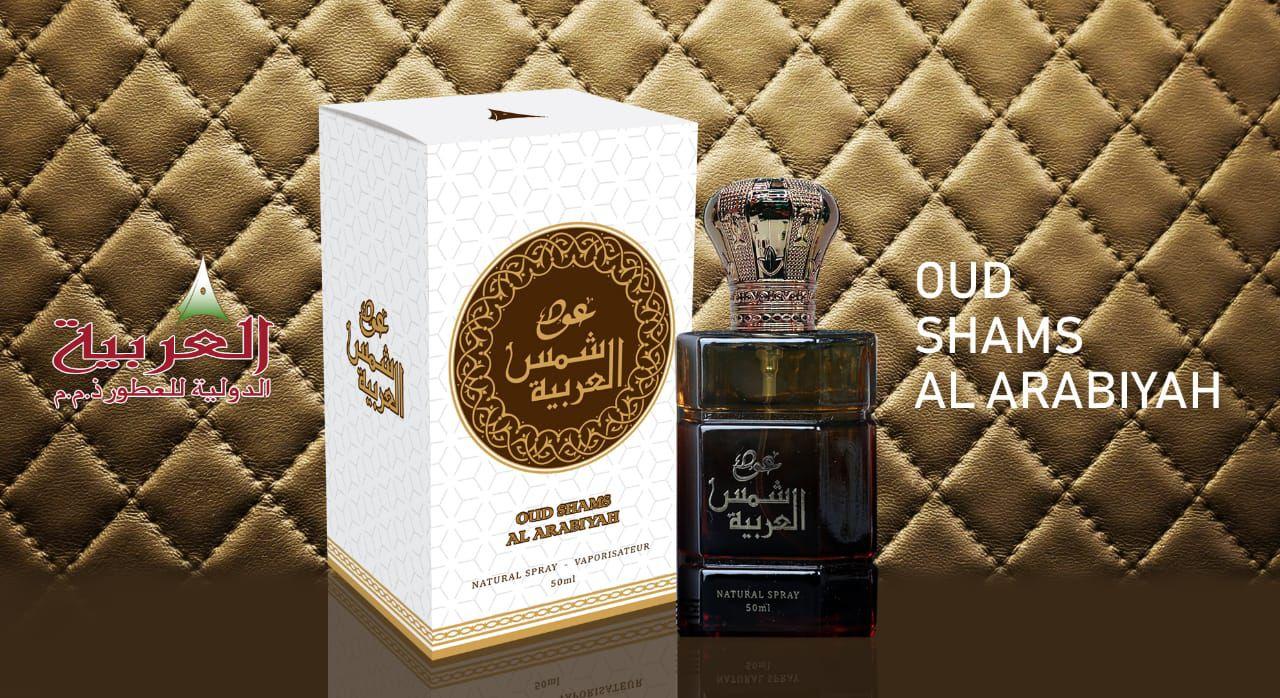 العربية
الدولية للعطور ذ.م.م
عود
شمس
العربية
عود
شمس
العربية
OUD SHAMS
AL ARABIYAH
NATURAL SPRAY - VAPORISATEUR
50ml
عود
شمس
العربية
NATURAL SPRAY
50ml
OUD
SHAMS
AL ARABIYAH